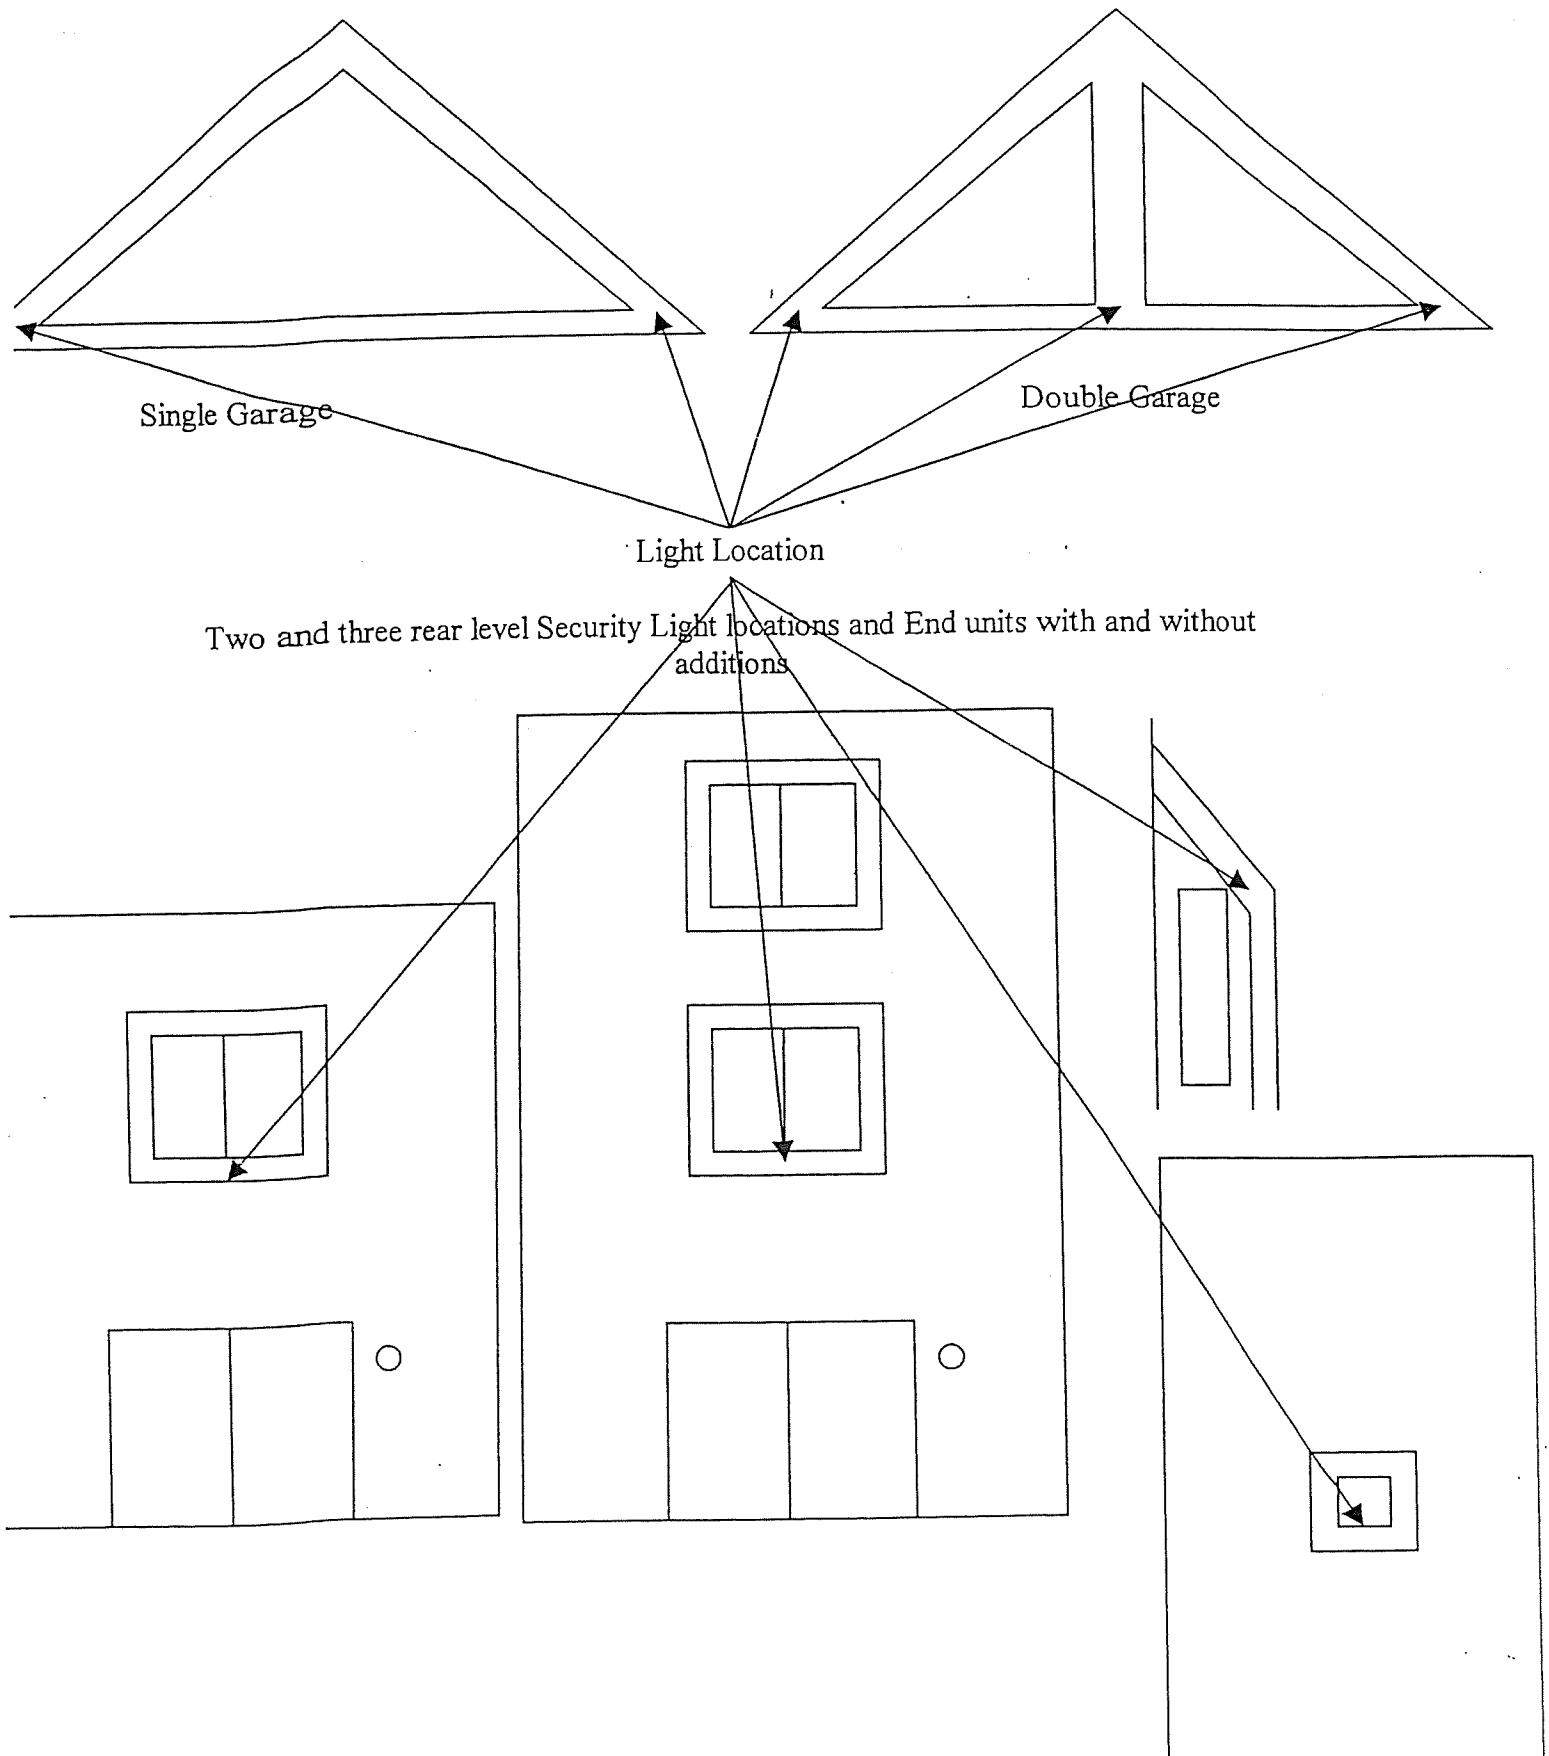 Single Garage
Double Garage
Light Location
Two and three rear level Security Light locations and End units with and without
additions